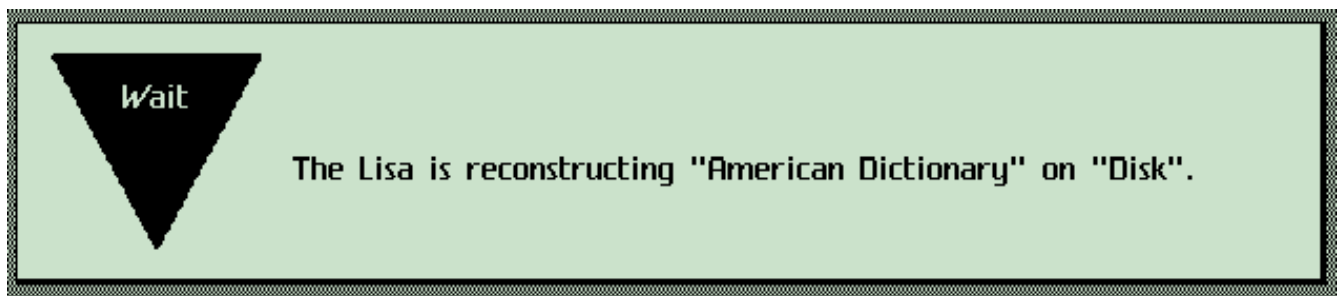 Wait
The Lisa is reconstructing "American Dictionary" on "Disk".